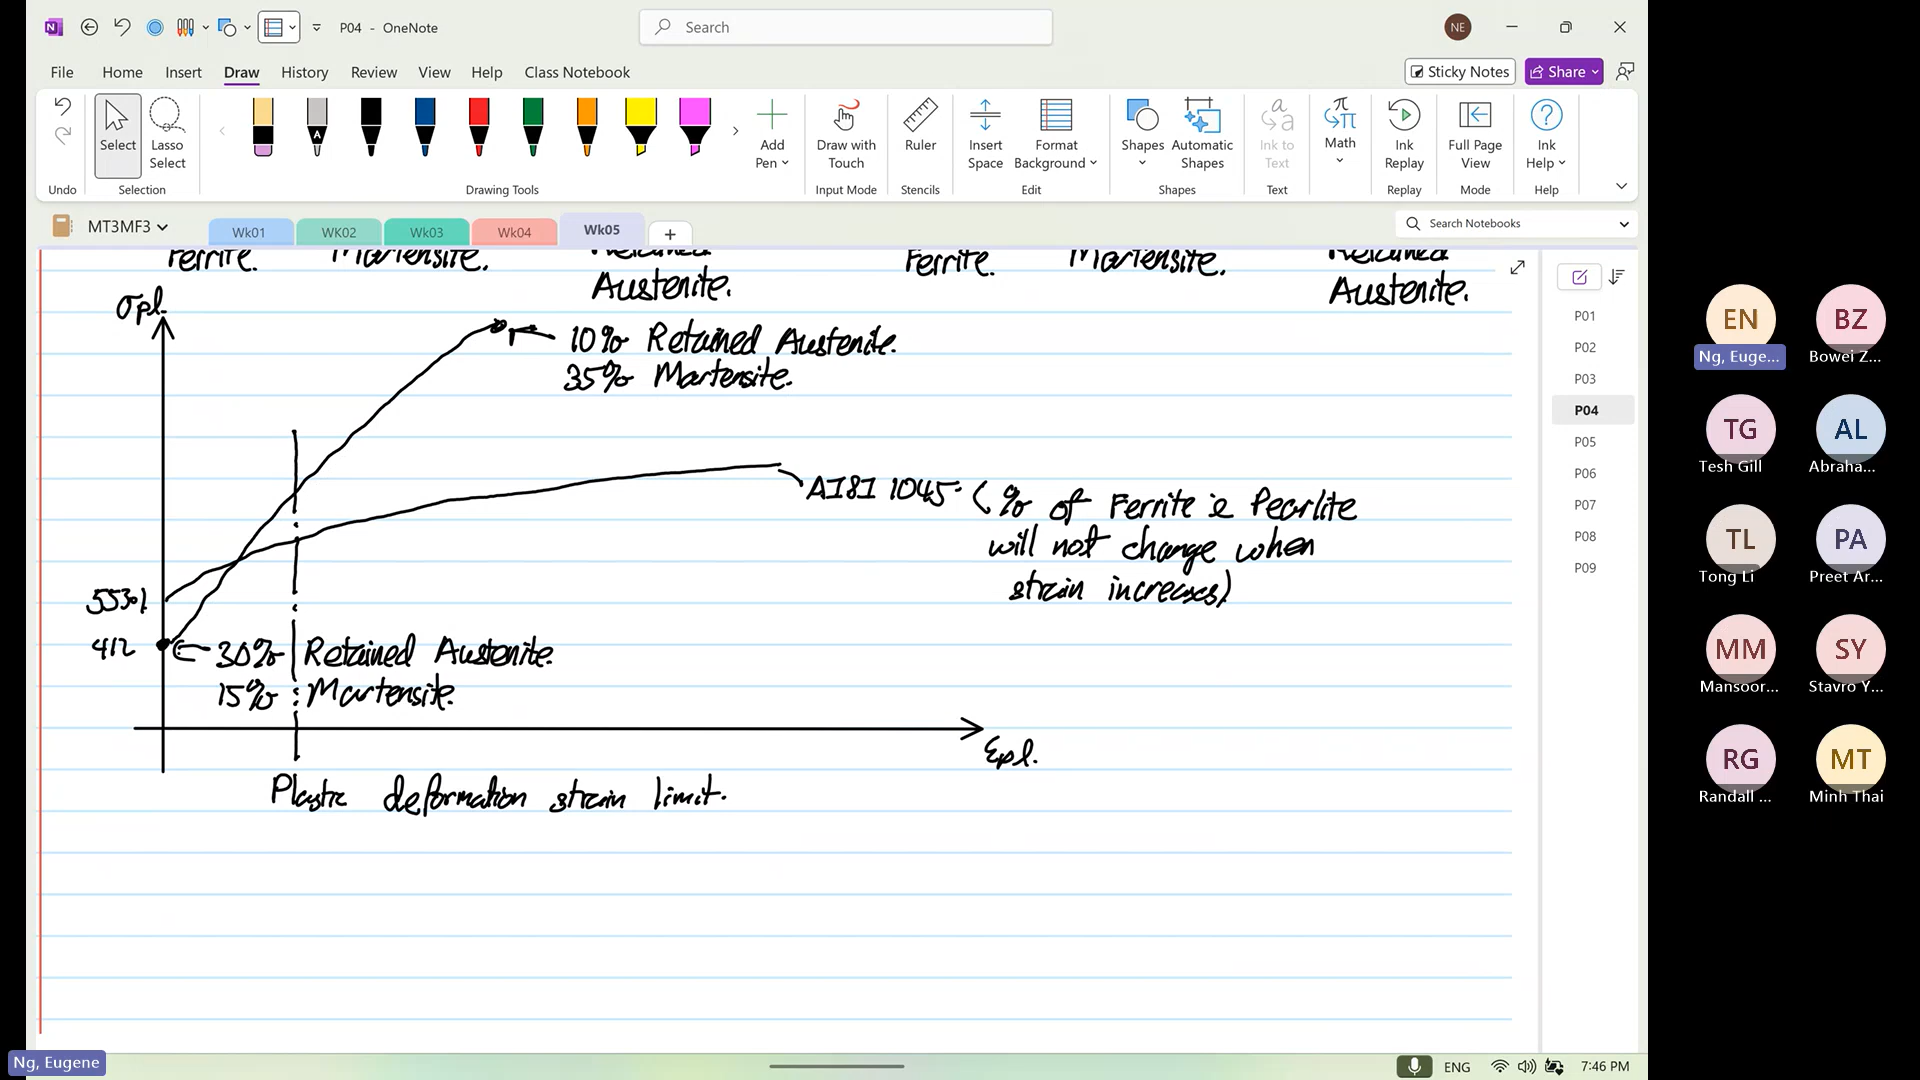 P04 - OneNote
Search
NE
File Home Insert Draw History Review View Help Class Notebook
Sticky Notes Share
Select
Lasso Select
Add Pen
Draw with Touch
Ruler
Insert Space
Format Background
Shapes
Automatic Shapes
Ink to Text
Math
Ink Replay
Full Page View
Ink Help
Undo Selection Drawing Tools Input Mode Stencils Edit Shapes Text Replay Mode Help
MT3MF3 Wk01 WK02 Wk03 Wk04 Wk05 +
Search Notebooks
Ferrite. Martensite. Retained Austenite. Ferrite. Martensite. Retained Austenite.
σpl.
10% Retained Austenite.
35% Martensite.
AISI 1045. (% of Ferrite & Pearlite
will not change when
strain increases)
412
30% Retained Austenite.
15% Martensite.
εpl.
Plastic deformation strain limit.
P01
P02
P03
P04
P05
P06
P07
P08
P09
EN
Ng, Euge...
BZ
Bowei Z...
TG
Tesh Gill
AL
Abraha...
TL
Tong Li
PA
Preet Ar...
MM
Mansoor...
SY
Stavro Y...
RG
Randall ...
MT
Minh Thai
Ng, Eugene
ENG
7:46 PM